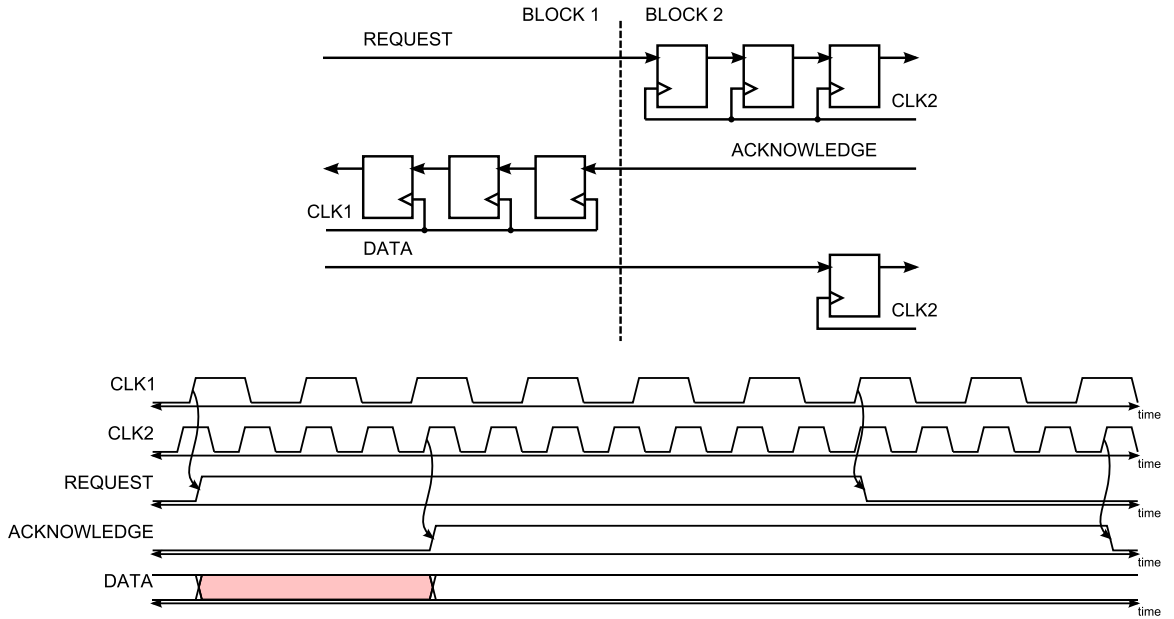 BLOCK 1
BLOCK 2
REQUEST
CLK2
ACKNOWLEDGE
CLK1
DATA
CLK2
CLK1
time
CLK2
time
REQUEST
time
ACKNOWLEDGE
time
DATA
time